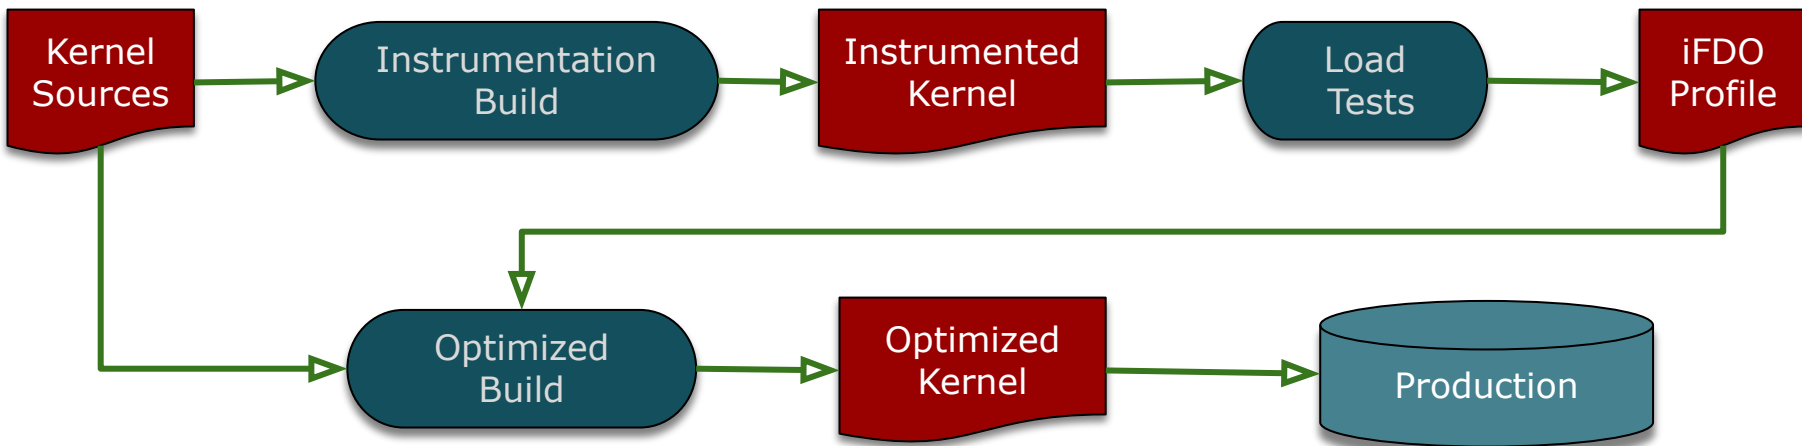 Kernel
Sources
Instrumentation
Build
Instrumented
Kernel
Load
Tests
iFDO
Profile
Optimized
Build
Optimized
Kernel
Production